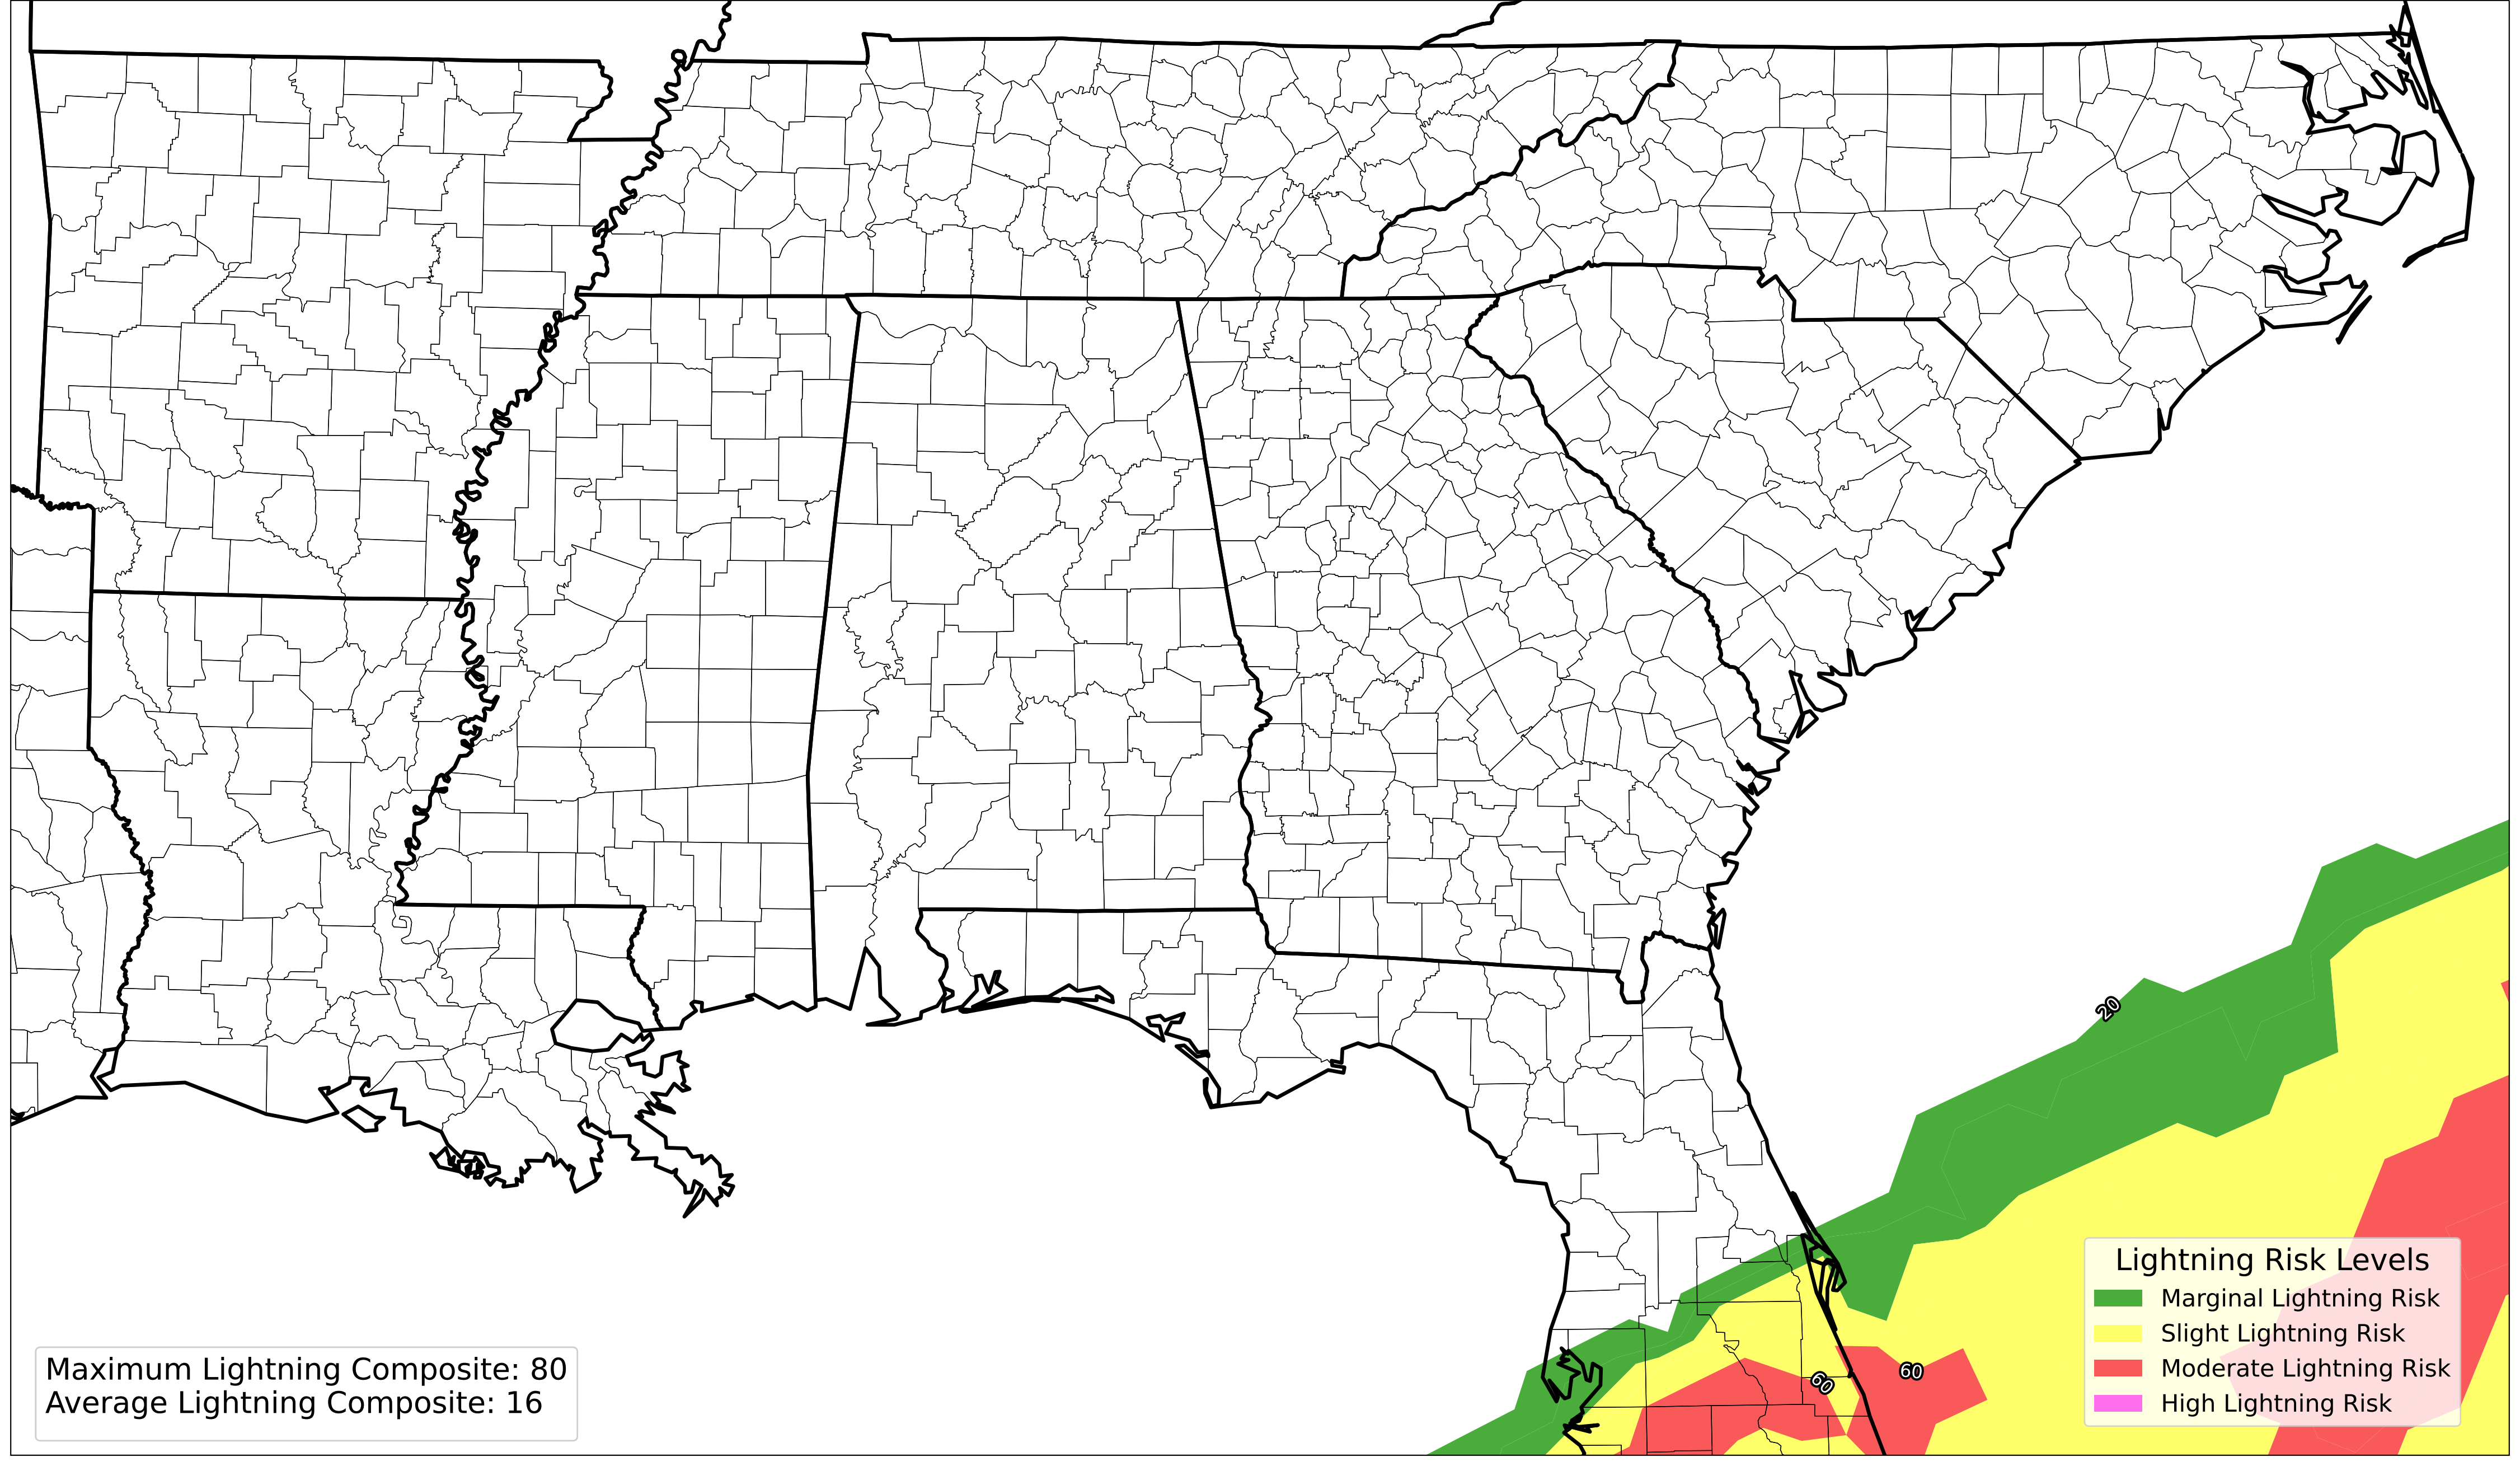 20
60
60
Lightning Risk Levels
Marginal Lightning Risk
Slight Lightning Risk
Moderate Lightning Risk
High Lightning Risk
Maximum Lightning Composite: 80
Average Lightning Composite: 16